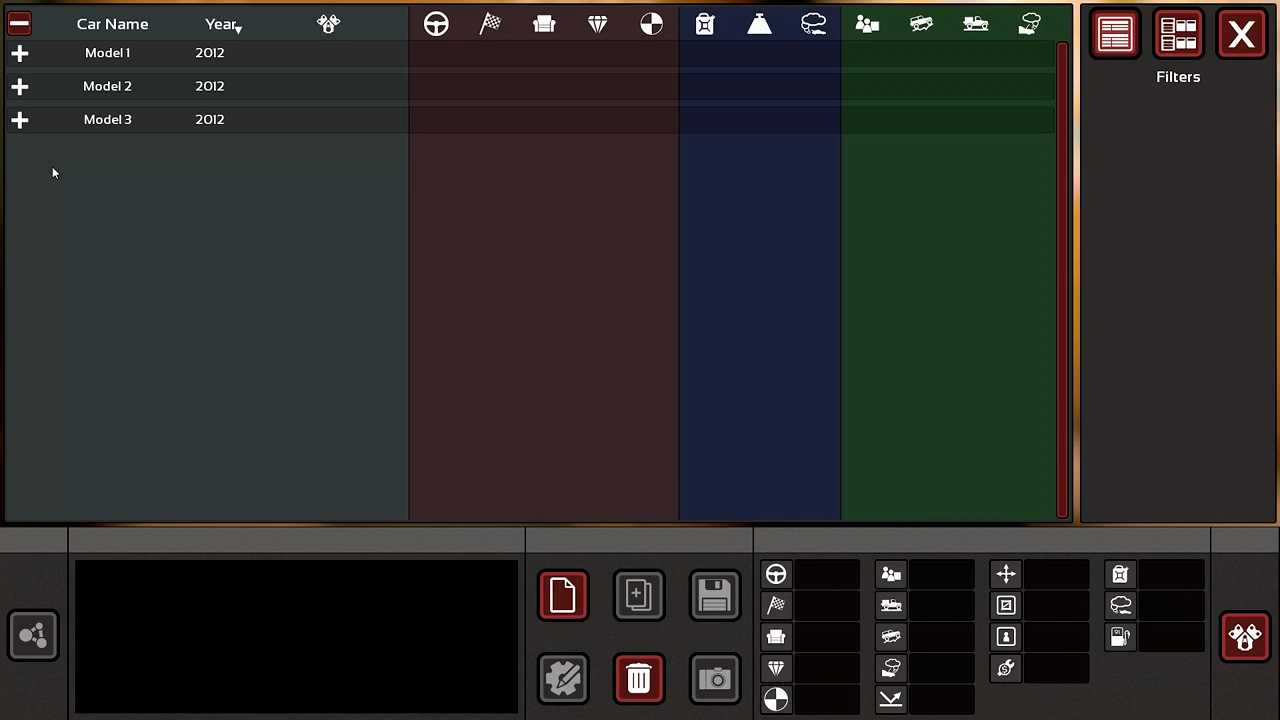 Car Name Year
Filters
Model 1 2012
Model 2 2012
Model 3 2012